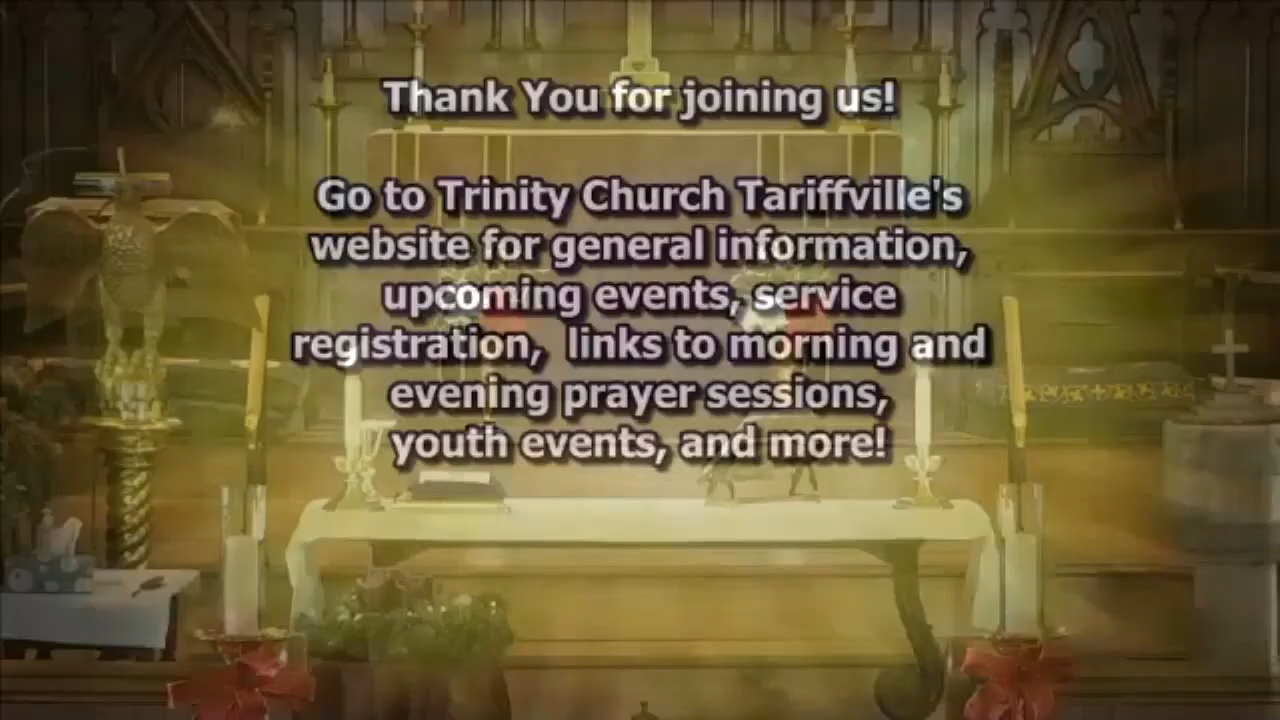 Thank You for joining us!
Go to Trinity Church Tariffville's
website for general information,
upcoming events, service
registration,  links to morning and
evening prayer sessions,
youth events, and more!